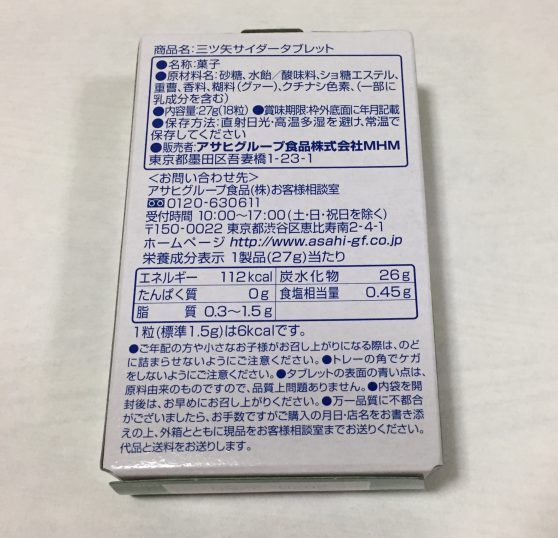 商品名:三ツ矢サイダータブレット
●名称:菓子
●原材料名:砂糖、水飴/酸味料、ショ糖エステル、
重曹、香料、糊料(グァー)、クチナシ色素、(一部に
乳成分を含む)
●内容量:27g(18粒) ●賞味期限:枠外底面に年月記載
●保存方法:直射日光・高温多湿を避け、常温で
保存してください
●販売者:アサヒグループ食品株式会社MHM
東京都墨田区吾妻橋1-23-1
<お問い合わせ先>
アサヒグループ食品(株)お客様相談室
0120-630611
受付時間 10:00~17:00(土・日・祝日を除く)
〒150-0022 東京都渋谷区恵比寿南2-4-1
ホームページ http://www.asahi-gf.co.jp
栄養成分表示 1製品(27g)当たり
エネルギー 112kcal 炭水化物 26g
たんぱく質 0g 食塩相当量 0.45g
脂質 0.3~1.5g
1粒(標準1.5g)は6kcalです。
●ご年配の方や小さなお子様がお召し上がりになる際は、のど
に詰まらせないようにご注意ください。●トレーの角でケガ
をしないようにご注意ください。●タブレットの表面の青い点は、
原料由来のものですので、品質上問題ありません。●内袋を開
封後は、お早めにお召し上がりください。●万一品質に不都合
がございましたら、お手数ですがご購入の月日・店名をお書き添
えの上、外箱とともに現品をお客様相談室までお送りください。
代品と送料をお送りします。